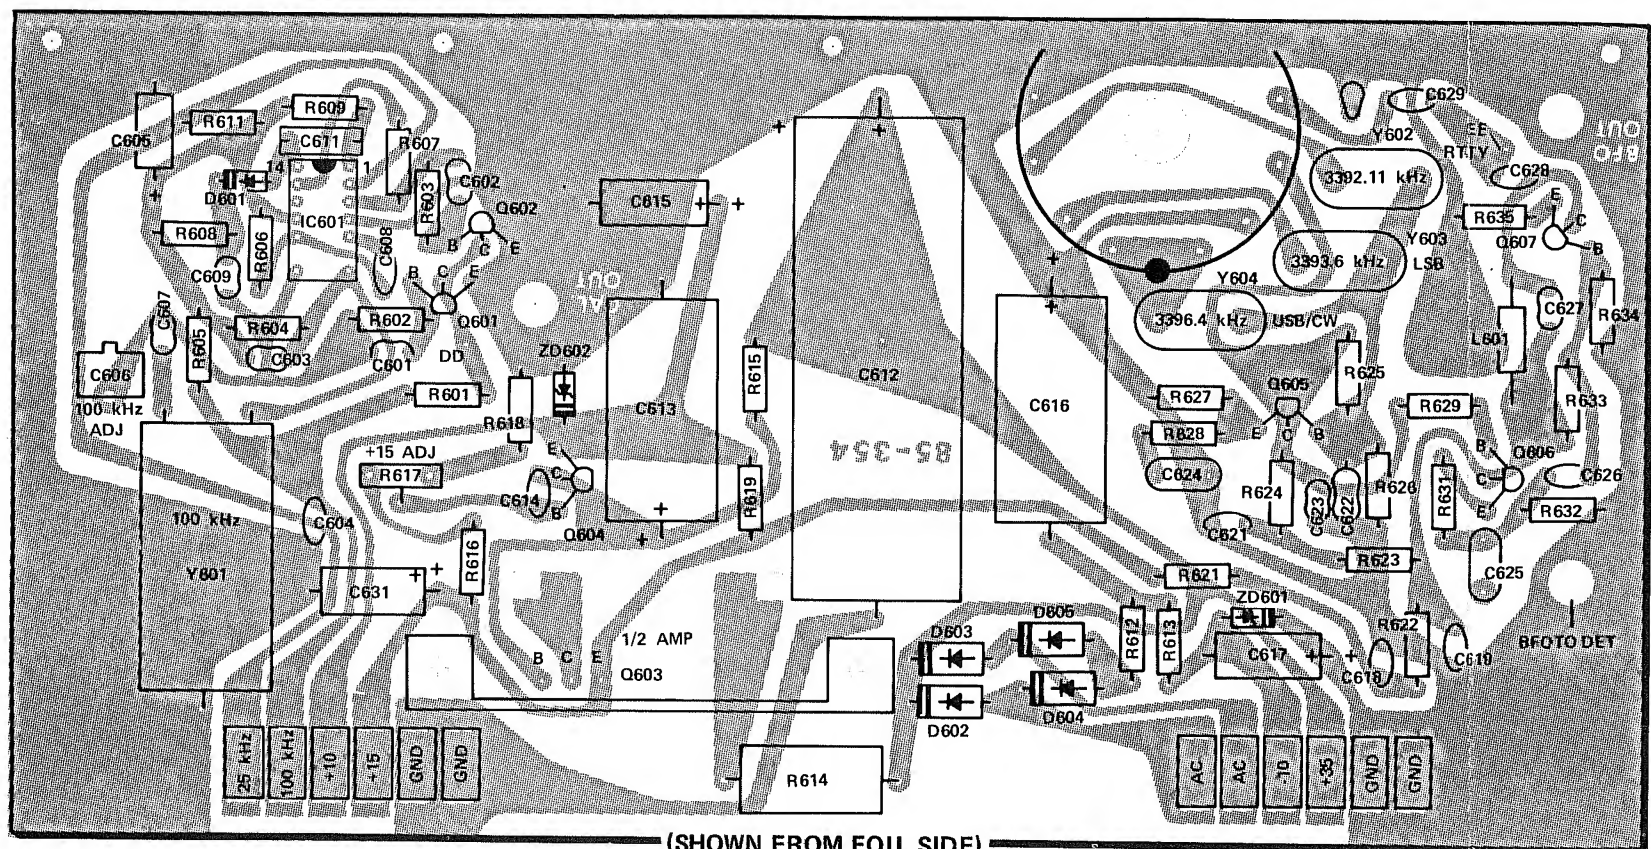 R609
C629
C605
R611
C611
R607
Y602
EE
RTTY
BFO
OUT
14
1
D601
C602
C628
3392.11 kHz
R603
C615
+
+
+
+
+
E
C
B
Q602
IC601
R608
R606
C608
B
C
E
R635
Q607
Y603
LSB
3393.6 kHz
C609
B
C
E
AL
OUT
+
+
Y604
C607
R605
R604
R602
Q601
3396.4 kHz
USB/CW
L601
C627
R634
C603
C601
DD
ZD602
R615
C612
R625
C606
100 kHz
ADJ
R601
R618
C613
C616
R627
Q605
R629
R633
R628
E
C
B
85-354
+15 ADJ
R617
E
C
B
C614
Q604
R619
C624
R624
C623
C622
R626
R631
B
C
E
Q606
C626
R632
100 kHz
C604
+
+
C621
R616
R623
C625
Y601
C631
+
+
R621
ZD601
1/2 AMP
B
C
E
Q603
D603
D605
R612
R613
C617
+
+
C618
R622
C619
BFO TO DET
D602
D604
25 kHz
100 kHz
+10
+15
GND
GND
R614
AC
AC
-10
+35
GND
GND
(SHOWN FROM FOIL SIDE)